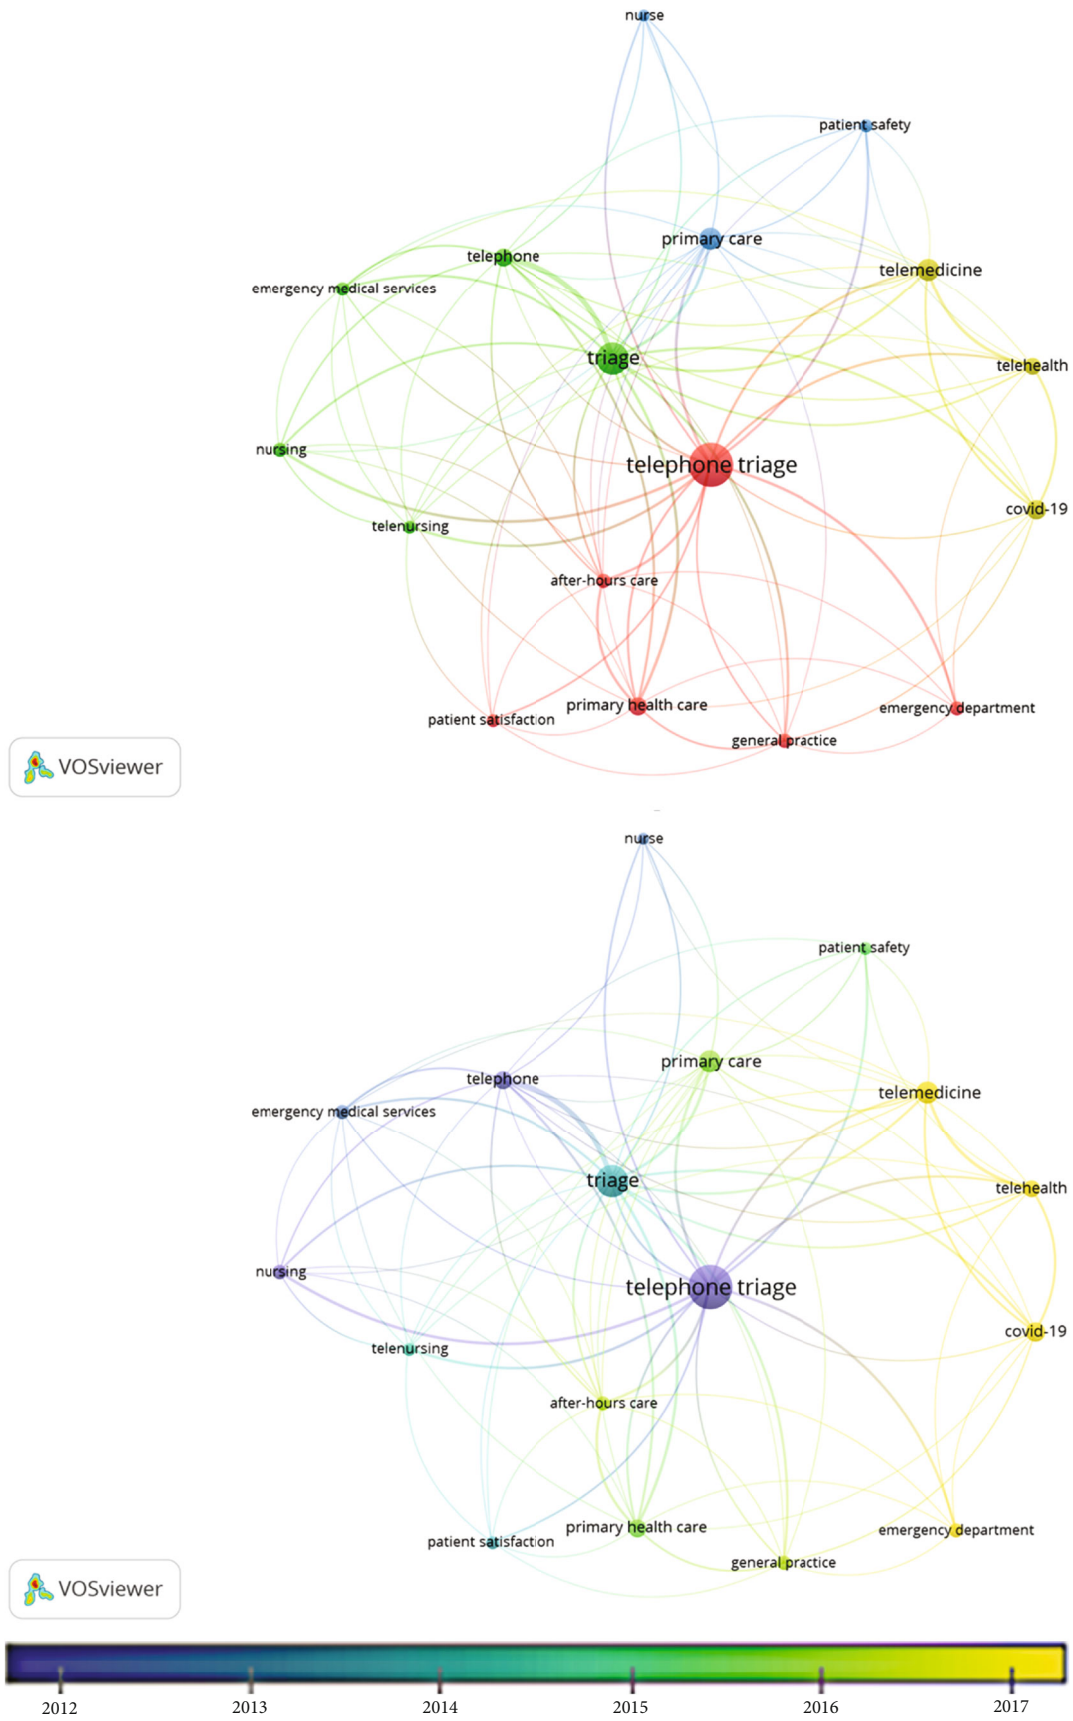 nurse
patient safety
primary care
telephone
telemedicine
emergency medical services
triage
telehealth
nursing
telephone triage
covid-19
telenursing
after-hours care
primary health care
emergency department
patient satisfaction
general practice
VOSviewer
nurse
patient safety
primary care
telephone
telemedicine
emergency medical services
triage
telehealth
nursing
telephone triage
covid-19
telenursing
after-hours care
primary health care
emergency department
patient satisfaction
general practice
VOSviewer
2012 2013 2014 2015 2016 2017